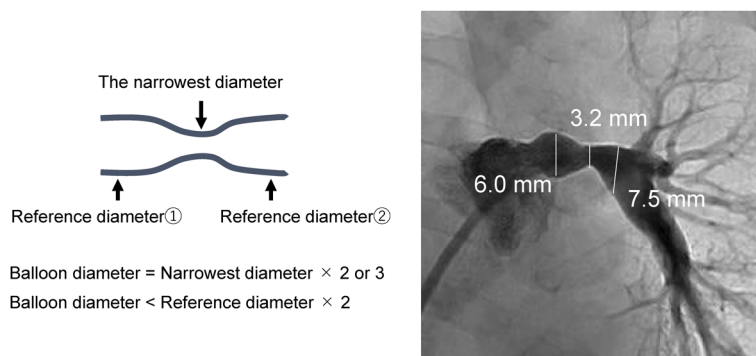 The narrowest diameter
Reference diameter① Reference diameter②
Balloon diameter = Narrowest diameter × 2 or 3
Balloon diameter < Reference diameter × 2
3.2 mm
6.0 mm
7.5 mm